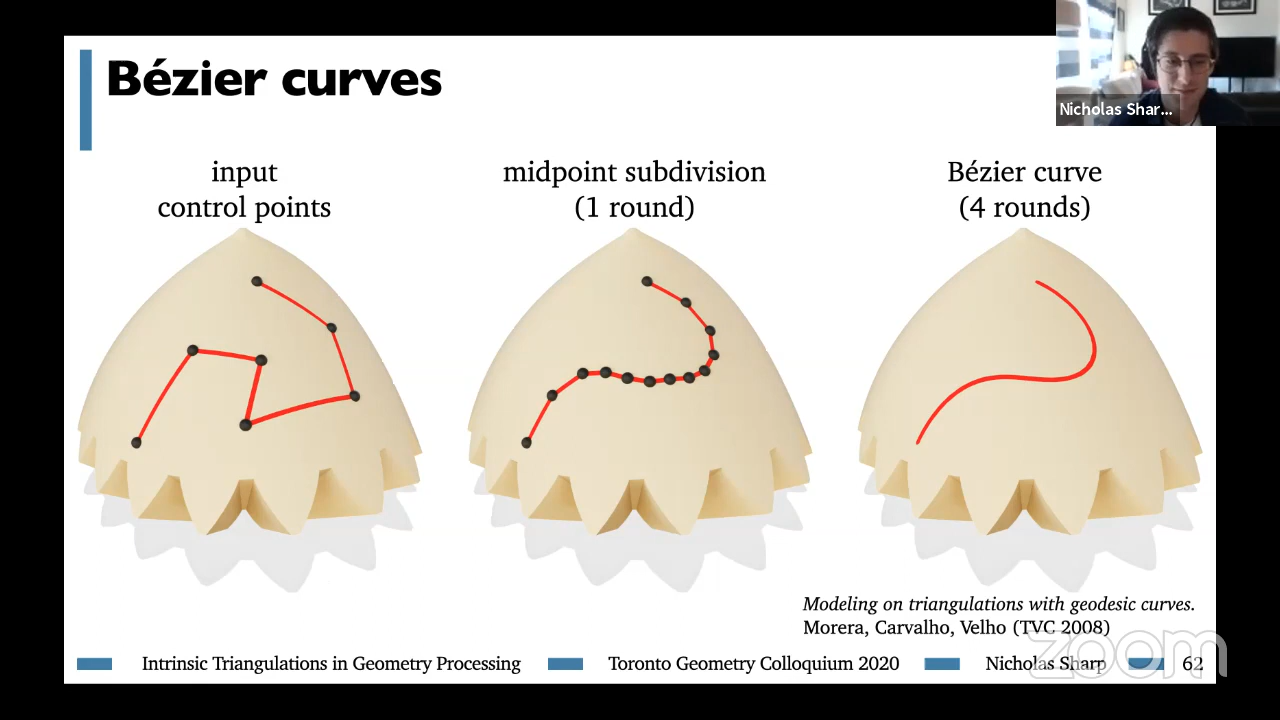 Bézier curves
Nicholas Shar...
input
control points
midpoint subdivision
(1 round)
Bézier curve
(4 rounds)
Modeling on triangulations with geodesic curves.
Morera, Carvalho, Velho (TVC 2008)
zoom
Intrinsic Triangulations in Geometry Processing
Toronto Geometry Colloquium 2020
Nicholas Sharp
62